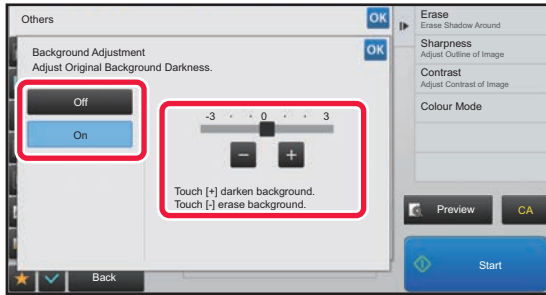 Others
OK
Background Adjustment
Adjust Original Background Darkness.
OK
Off
On
-3 · · 0 · · 3
− +
Touch [+] darken background.
Touch [-] erase background.
Back
Erase
Erase Shadow Around
Sharpness
Adjust Outline of Image
Contrast
Adjust Contrast of Image
Colour Mode
Preview
CA
Start